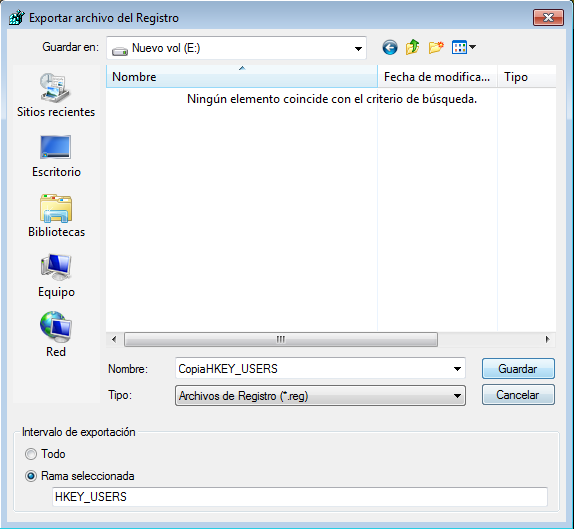 Exportar archivo del Registro
Guardar en:
Nuevo vol (E:)
Nombre
Fecha de modifica...
Tipo
Ningún elemento coincide con el criterio de búsqueda.
Sitios recientes
Escritorio
Bibliotecas
Equipo
Red
Nombre:
CopiaHKEY_USERS
Guardar
Tipo:
Archivos de Registro (*.reg)
Cancelar
Intervalo de exportación
Todo
Rama seleccionada
HKEY_USERS